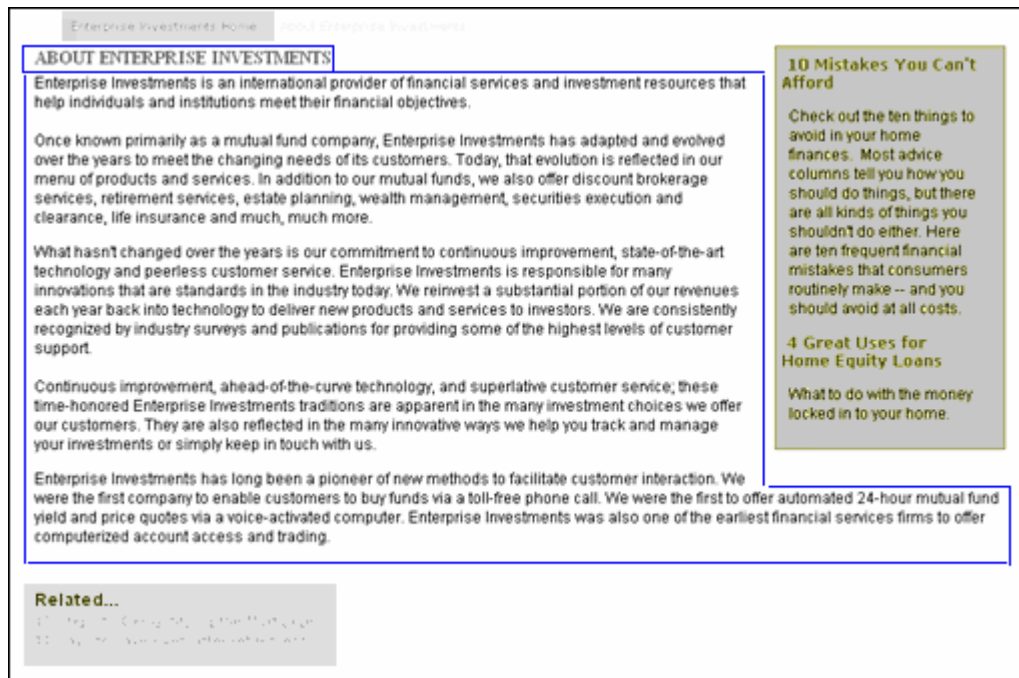 Enterprise Investments Home
About Enterprise Investments
ABOUT ENTERPRISE INVESTMENTS
Enterprise Investments is an international provider of financial services and investment resources that
help individuals and institutions meet their financial objectives.
Once known primarily as a mutual fund company, Enterprise Investments has adapted and evolved
over the years to meet the changing needs of its customers. Today, that evolution is reflected in our
menu of products and services. In addition to our mutual funds, we also offer discount brokerage
services, retirement services, estate planning, wealth management, securities execution and
clearance, life insurance and much, much more.
What hasn't changed over the years is our commitment to continuous improvement, state-of-the-art
technology and peerless customer service. Enterprise Investments is responsible for many
innovations that are standards in the industry today. We reinvest a substantial portion of our revenues
each year back into technology to deliver new products and services to investors. We are consistently
recognized by industry surveys and publications for providing some of the highest levels of customer
support.
Continuous improvement, ahead-of-the-curve technology, and superlative customer service; these
time-honored Enterprise Investments traditions are apparent in the many investment choices we offer
our customers. They are also reflected in the many innovative ways we help you track and manage
your investments or simply keep in touch with us.
Enterprise Investments has long been a pioneer of new methods to facilitate customer interaction. We
were the first company to enable customers to buy funds via a toll-free phone call. We were the first to offer automated 24-hour mutual fund
yield and price quotes via a voice-activated computer. Enterprise Investments was also one of the earliest financial services firms to offer
computerized account access and trading.
10 Mistakes You Can't
Afford
Check out the ten things to
avoid in your home
finances. Most advice
columns tell you how you
should do things, but there
are all kinds of things you
shouldn't do either. Here
are ten frequent financial
mistakes that consumers
routinely make -- and you
should avoid at all costs.
4 Great Uses for
Home Equity Loans
What to do with the money
locked in to your home.
Related...